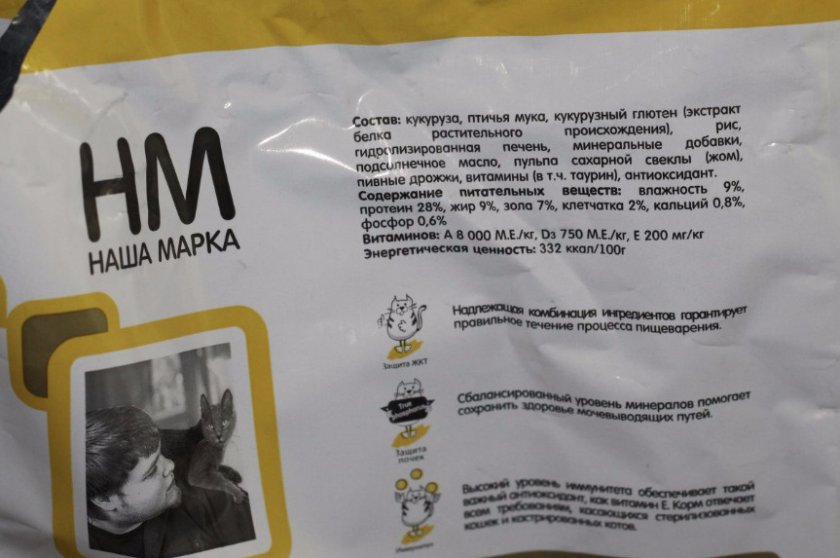 НМ
НАША МАРКА
Состав: кукуруза, птичья мука, кукурузный глютен (экстракт
белка растительного происхождения), рис,
гидролизированная печень, минеральные добавки,
подсолнечное масло, пульпа сахарной свеклы (жом),
пивные дрожжи, витамины (в т.ч. таурин), антиоксидант.
Содержание питательных веществ: влажность 9%,
протеин 28%, жир 9%, зола 7%, клетчатка 2%, кальций 0,8%,
фосфор 0,6%
Витаминов: А 8 000 М.Е./кг, D3 750 М.Е./кг, Е 200 мг/кг
Энергетическая ценность: 332 ккал/100г
Защита ЖКТ
Надлежащая комбинация ингредиентов гарантирует
правильное течение процесса пищеварения.
True
Защита
почек
Сбалансированный уровень минералов помогает
сохранить здоровье мочевыводящих путей.
Иммунитет
Высокий уровень иммунитета обеспечивает такой
важный антиоксидант, как витамин Е. Корм отвечает
всем требованиям, касающихся стерилизованных
кошек и кастрированных котов.